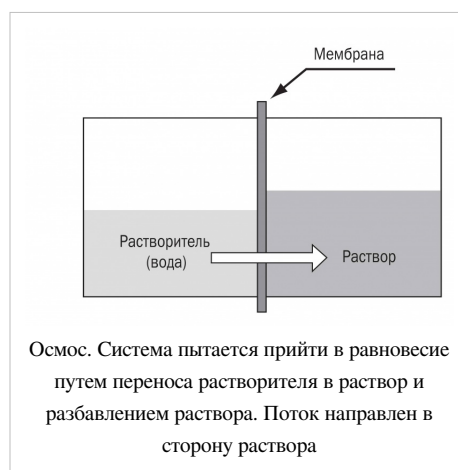 Мембрана
Растворитель
(вода)
Раствор
Осмос. Система пытается прийти в равновесие
путем переноса растворителя в раствор и
разбавлением раствора. Поток направлен в
сторону раствора